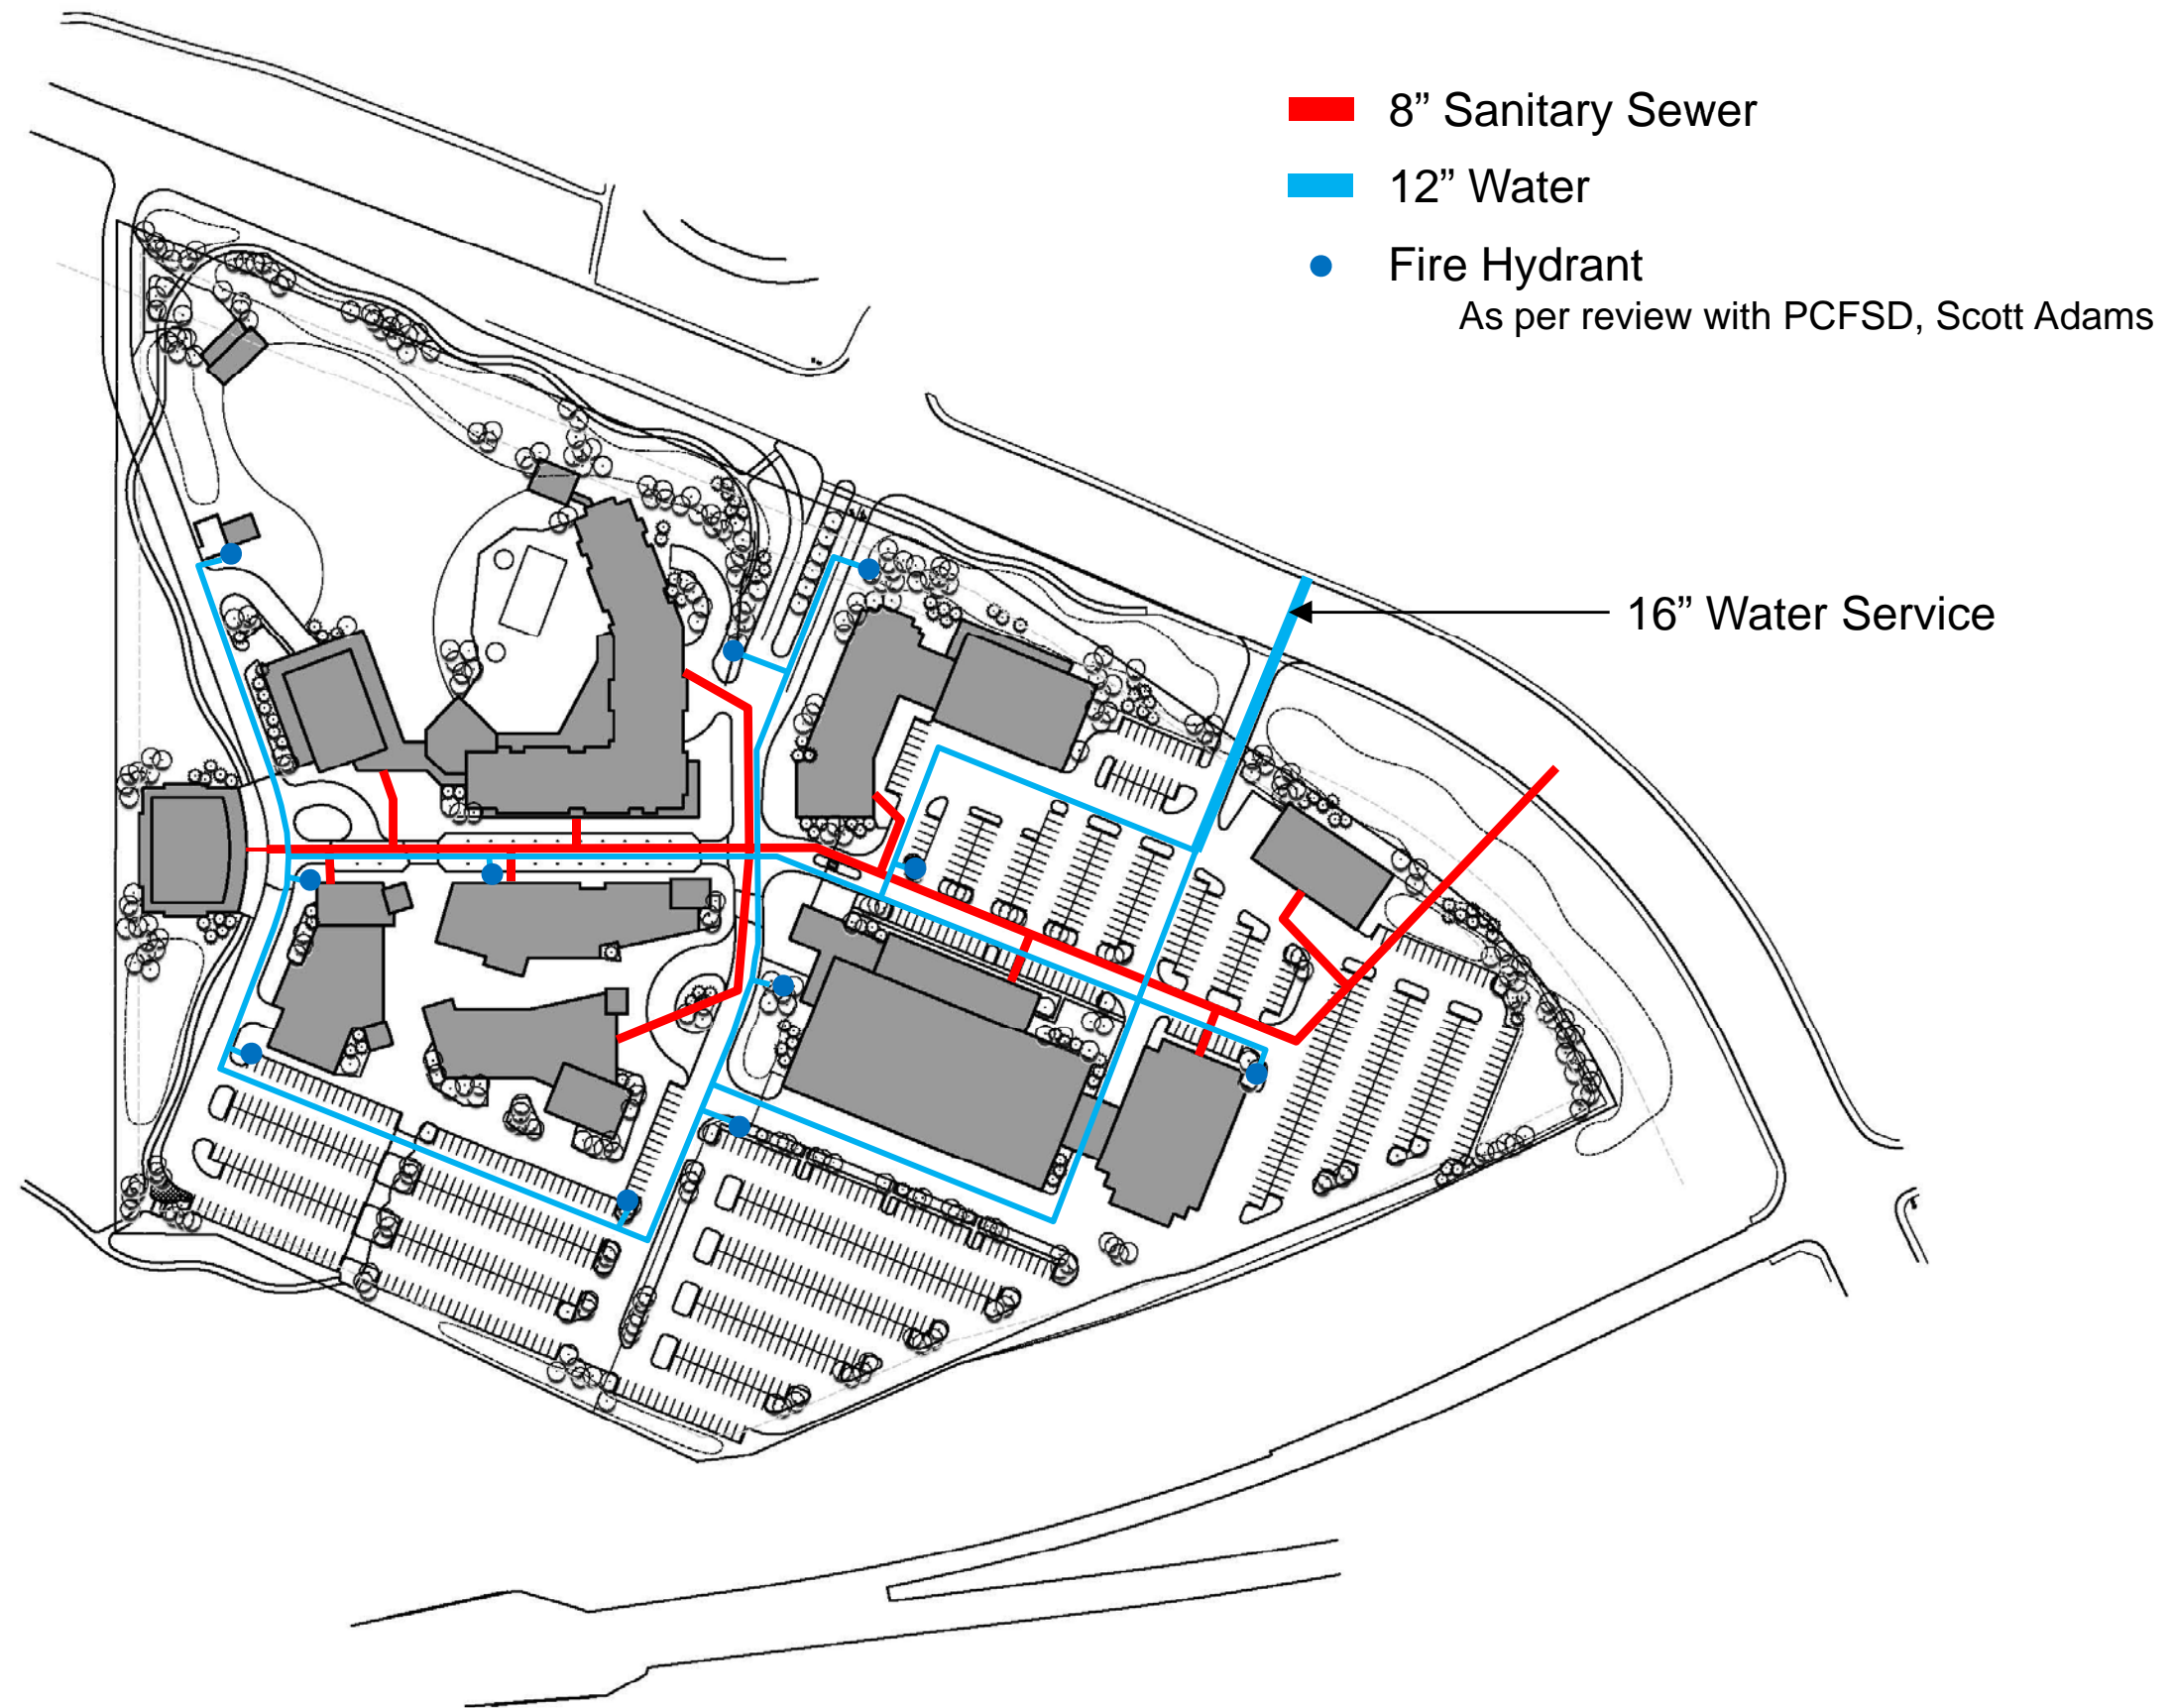 8” Sanitary Sewer
12” Water
Fire Hydrant
As per review with PCFSD, Scott Adams
16” Water Service